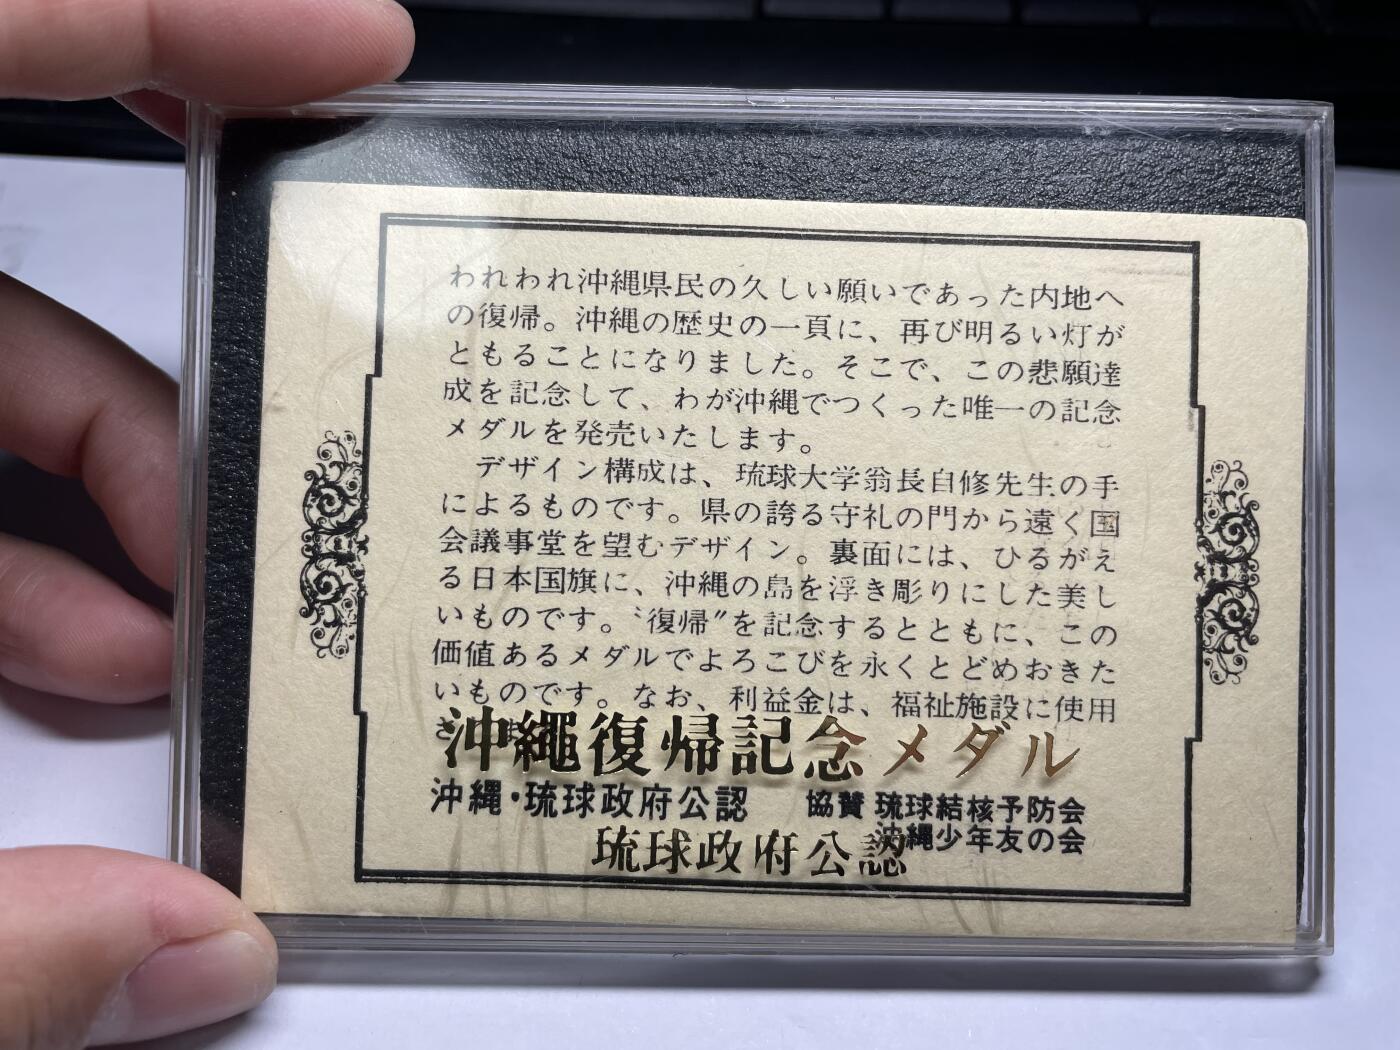 われわれ沖縄県民の久しい願いであった内地へ
の復帰。沖縄の歴史の一頁に、再び明るい灯が
ともることになりました。そこで、この悲願達
成を記念して、わが沖縄でつくった唯一の記念
メダルを発売いたします。
デザイン構成は、琉球大学翁長自修先生の手
によるものです。県の誇る守礼の門から遠く国
会議事堂を望むデザイン。裏面には、ひるがえ
る日本国旗に、沖縄の島を浮き彫りにした美し
いものです。〝復帰〟を記念するとともに、この
価値あるメダルでよろこびを永くとどめおきた
いものです。なお、利益金は、福祉施設に使用
さ
沖繩復帰記念メダル
沖縄・琉球政府公認 協賛 琉球結核予防会
沖縄少年友の会
琉球政府公認